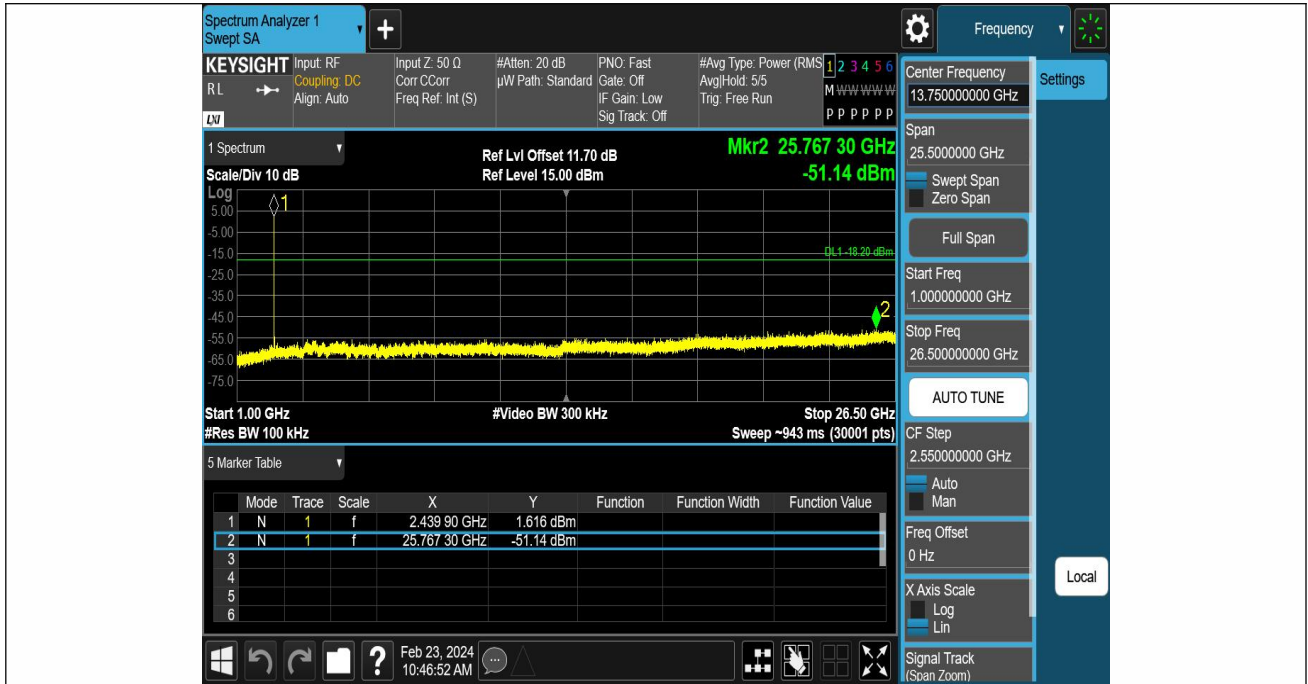 Spectrum Analyzer 1
Swept SA
+
Frequency
KEYSIGHT
RL
LXI
Input: RF
Coupling: DC
Align: Auto
Input Z: 50 Ω
Corr CCorr
Freq Ref: Int (S)
#Atten: 20 dB
µW Path: Standard
PNO: Fast
Gate: Off
IF Gain: Low
Sig Track: Off
#Avg Type: Power (RMS
Avg|Hold: 5/5
Trig: Free Run
1 2 3 4 5 6
M W W W W W
P P P P P P
1 Spectrum
Scale/Div 10 dB
Ref Lvl Offset 11.70 dB
Ref Level 15.00 dBm
Mkr2 25.767 30 GHz
-51.14 dBm
Log
5.00
-5.00
-15.0
-25.0
-35.0
-45.0
-55.0
-65.0
-75.0
1
DL1 -18.20 dBm
2
Start 1.00 GHz
#Video BW 300 kHz
Stop 26.50 GHz
#Res BW 100 kHz
Sweep ~943 ms (30001 pts)
5 Marker Table
Mode Trace Scale X Y Function Function Width Function Value
1 N 1 f 2.439 90 GHz 1.616 dBm
2 N 1 f 25.767 30 GHz -51.14 dBm
3
4
5
6
Feb 23, 2024
10:46:52 AM
?
Center Frequency
13.750000000 GHz
Settings
Span
25.5000000 GHz
Swept Span
Zero Span
Full Span
Start Freq
1.000000000 GHz
Stop Freq
26.500000000 GHz
AUTO TUNE
CF Step
2.550000000 GHz
Auto
Man
Freq Offset
0 Hz
Local
X Axis Scale
Log
Lin
Signal Track
(Span Zoom)